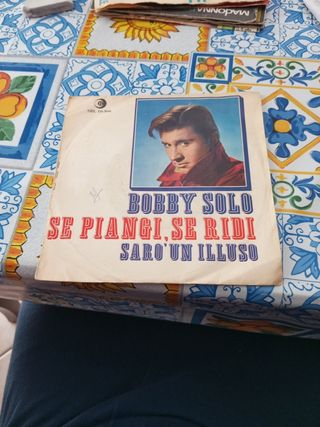 MADONNA
BOBBY SOLO
SE PIANGI, SE RIDI
SARO' UN ILLUSO